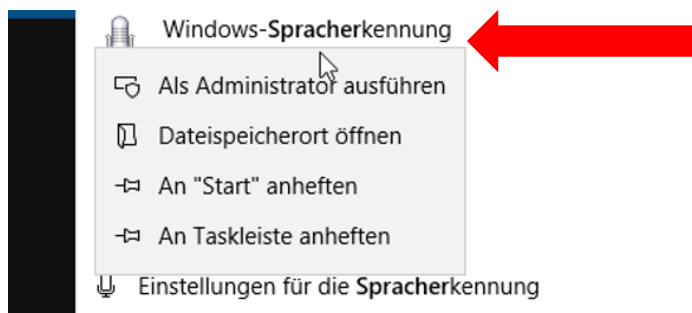 Windows-Spracherkennung
Als Administrator ausführen
Dateispeicherort öffnen
An "Start" anheften
An Taskleiste anheften
Einstellungen für die Spracherkennung